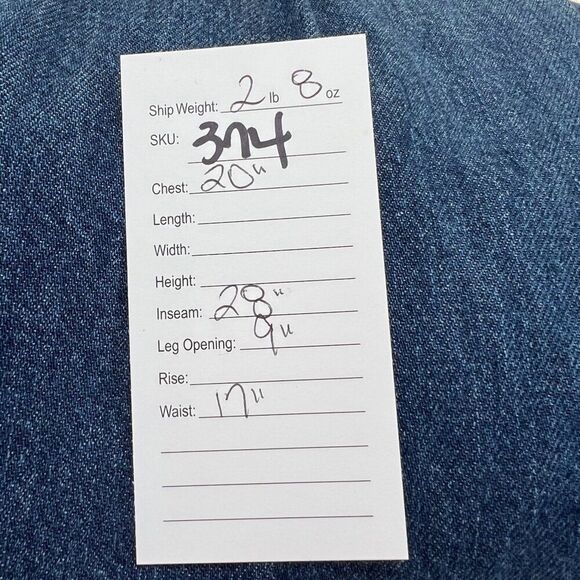 Ship Weight: 2 lb 8 oz
SKU: 374
Chest: 20"
Length:
Width:
Height:
Inseam: 28"
Leg Opening: 9"
Rise:
Waist: 17"